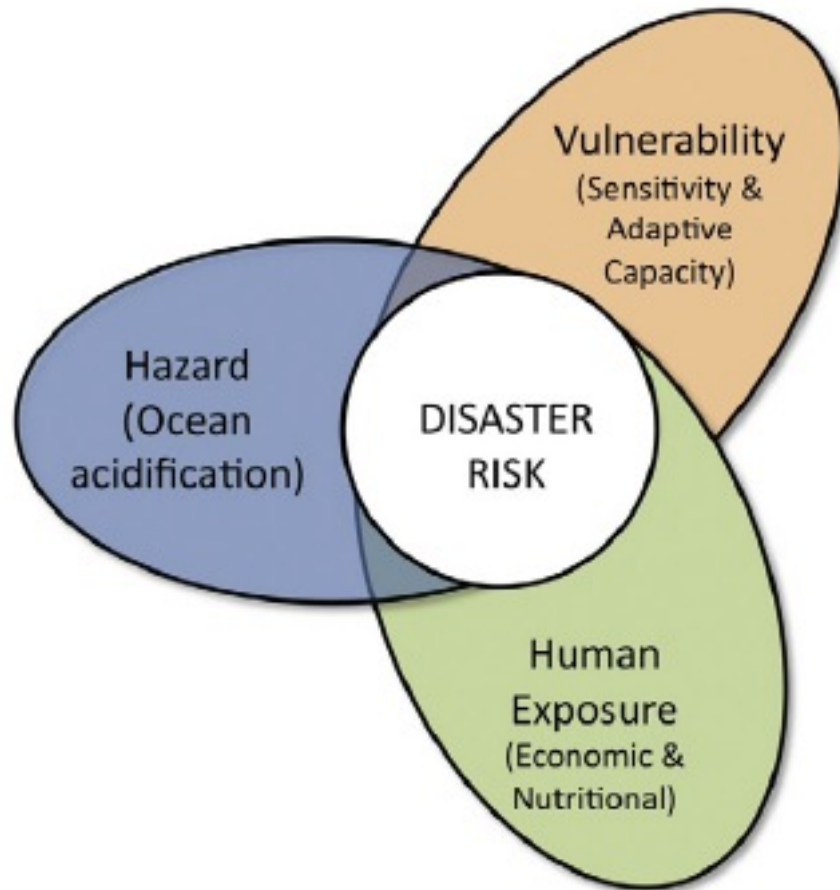 Vulnerability
(Sensitivity &
Adaptive
Capacity)
Hazard
(Ocean
acidification)
DISASTER
RISK
Human
Exposure
(Economic &
Nutritional)